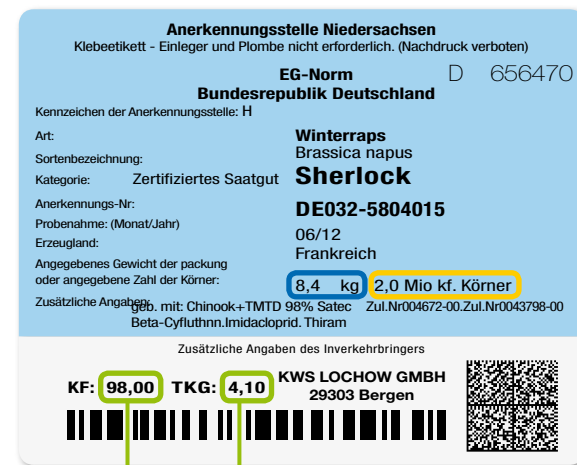 Anerkennungsstelle Niedersachsen
Klebeetikett - Einleger und Plombe nicht erforderlich. (Nachdruck verboten)
EG-Norm D 656470
Bundesrepublik Deutschland
Kennzeichen der Anerkennungsstelle: H
Art: Winterraps
Brassica napus
Sortenbezeichnung:
Kategorie: Zertifiziertes Saatgut Sherlock
Anerkennungs-Nr: DE032-5804015
Probenahme: (Monat/Jahr) 06/12
Erzeugland: Frankreich
Angegebenes Gewicht der packung
oder angegebene Zahl der Körner: 8,4 kg 2,0 Mio kf. Körner
Zusätzliche Angaben: geb. mit: Chinook+TMTD 98% Satec Zul.Nr004672-00.Zul.Nr0043798-00
Beta-Cyfluthnn.Imidacloprid. Thiram
Zusätzliche Angaben des Inverkehrbringers
KF: 98,00 TKG: 4,10 KWS LOCHOW GMBH
29303 Bergen